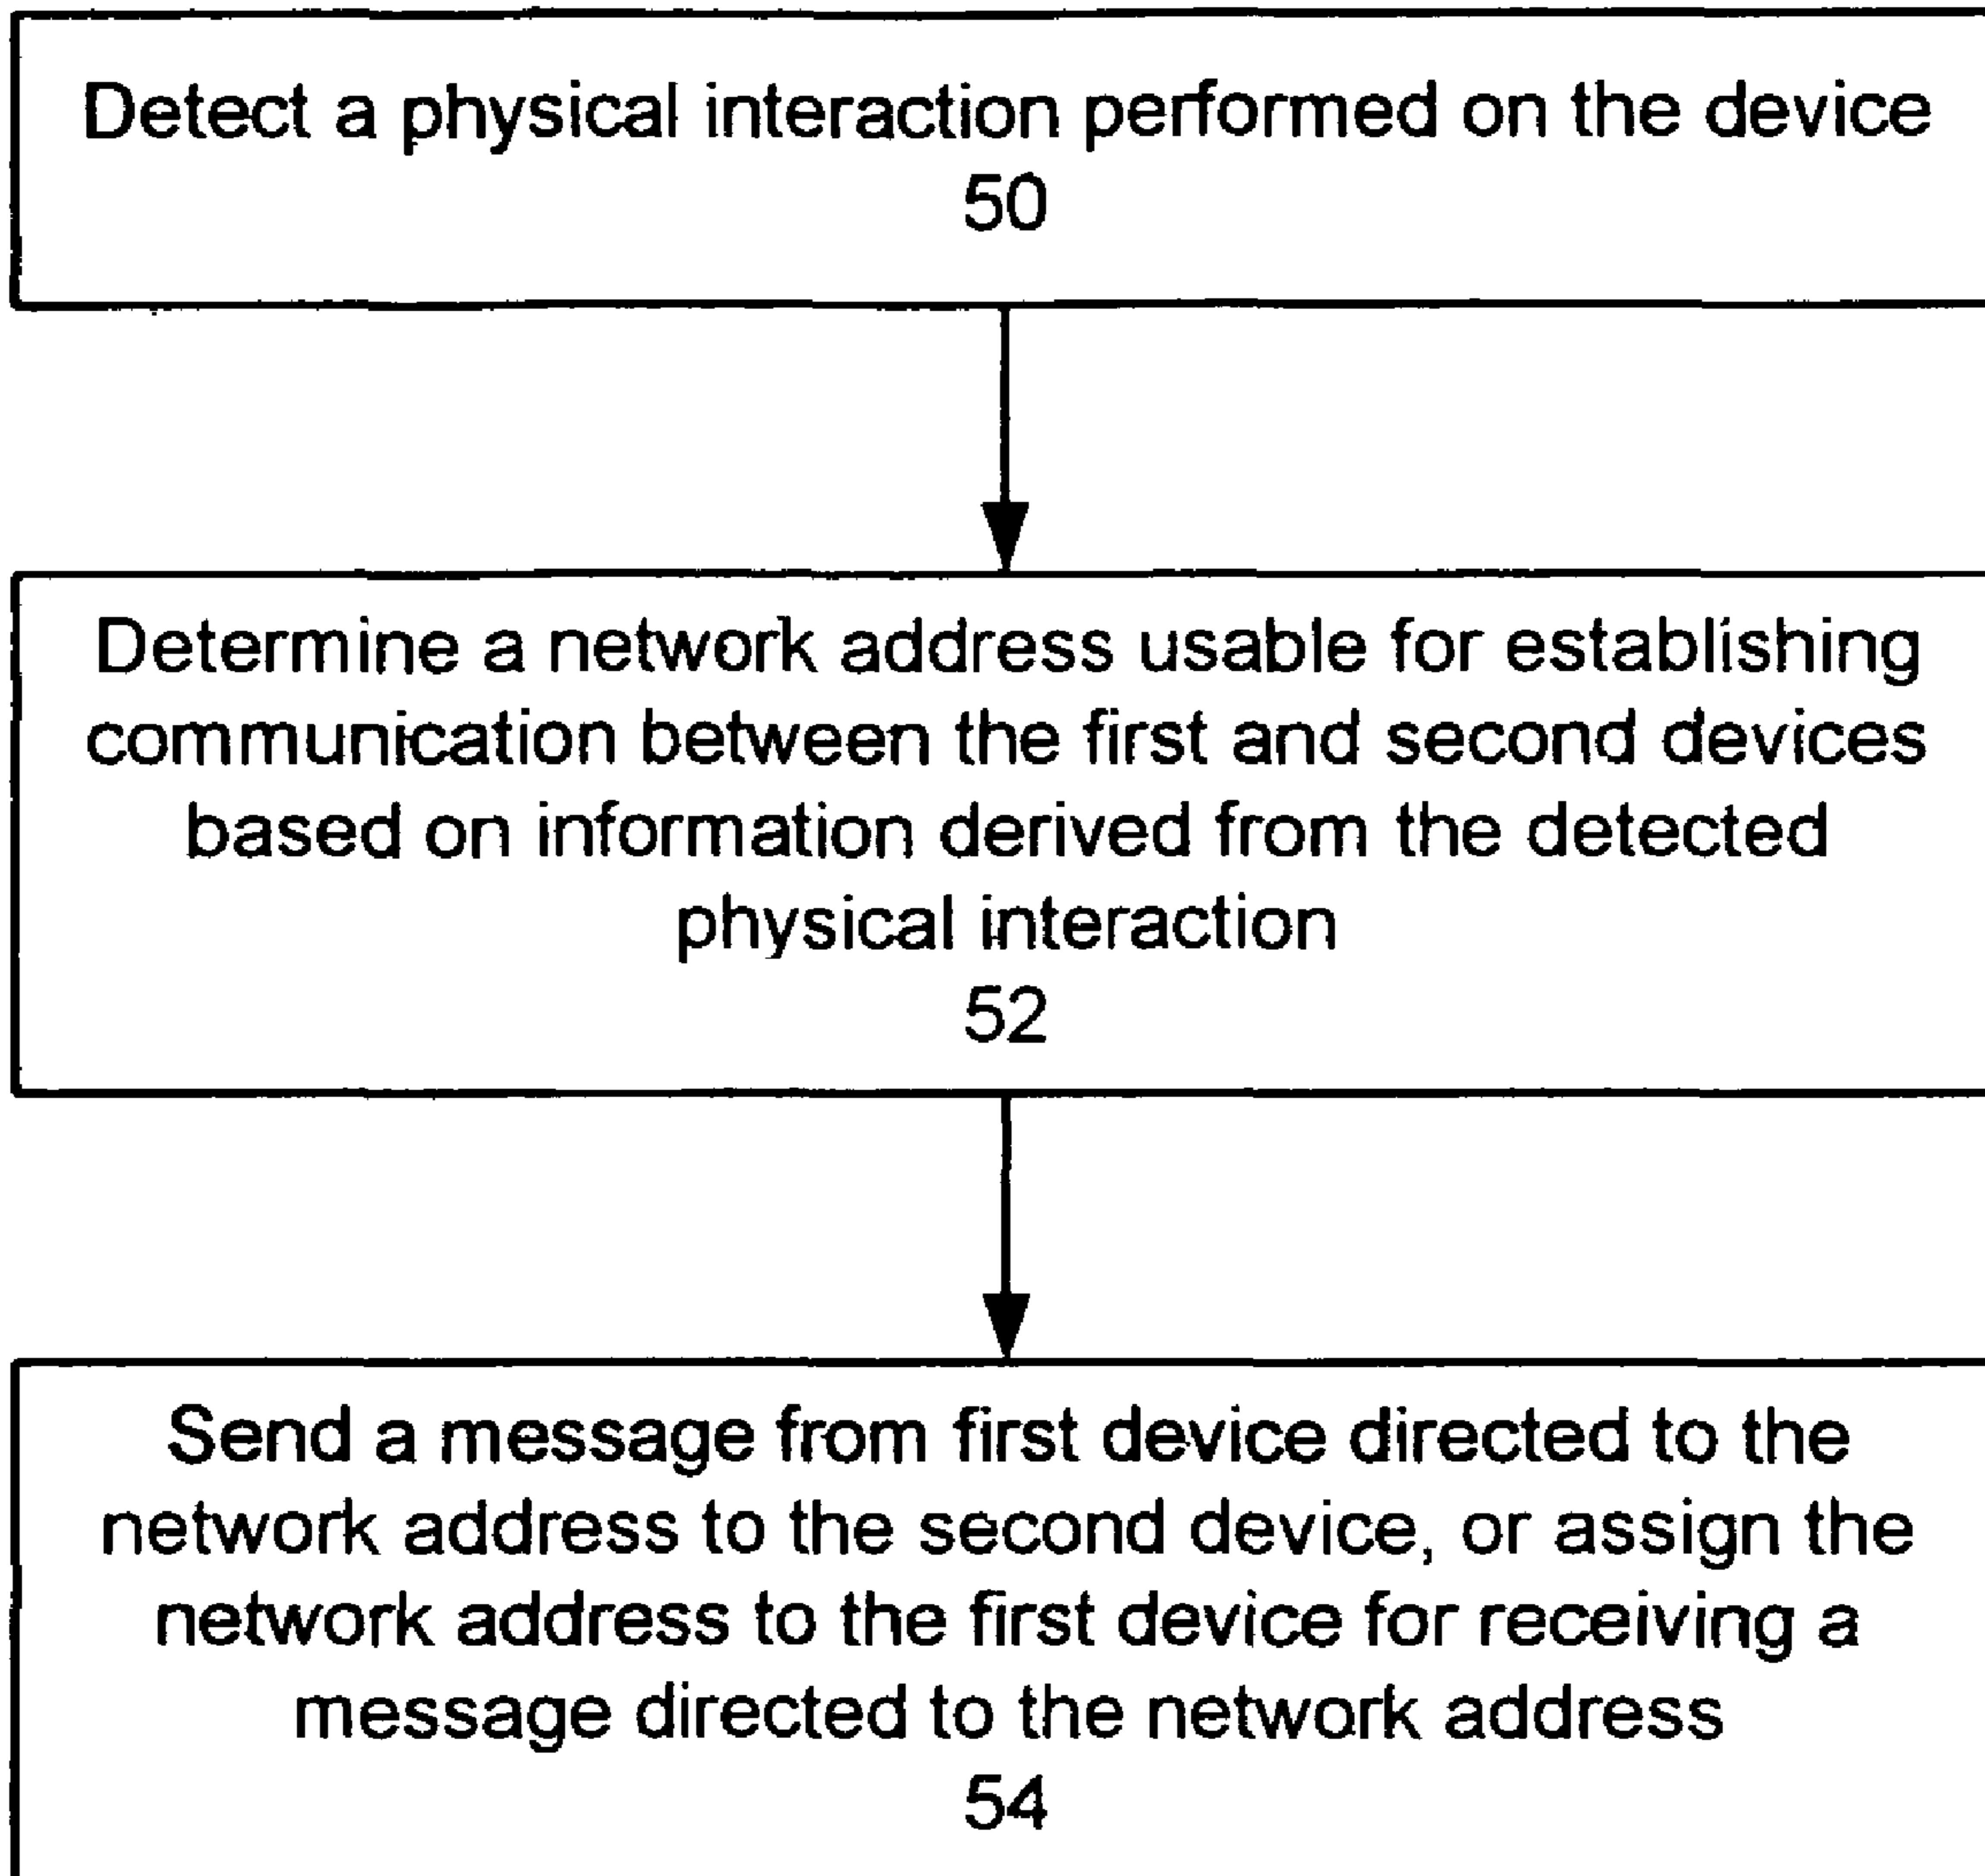 Detect a physical interaction performed on the device
50
Determine a network address usable for establishing
communication between the first and second devices
based on information derived from the detected
physical interaction
52
Send a message from first device directed to the
network address to the second device, or assign the
network address to the first device for receiving a
message directed to the network address
54